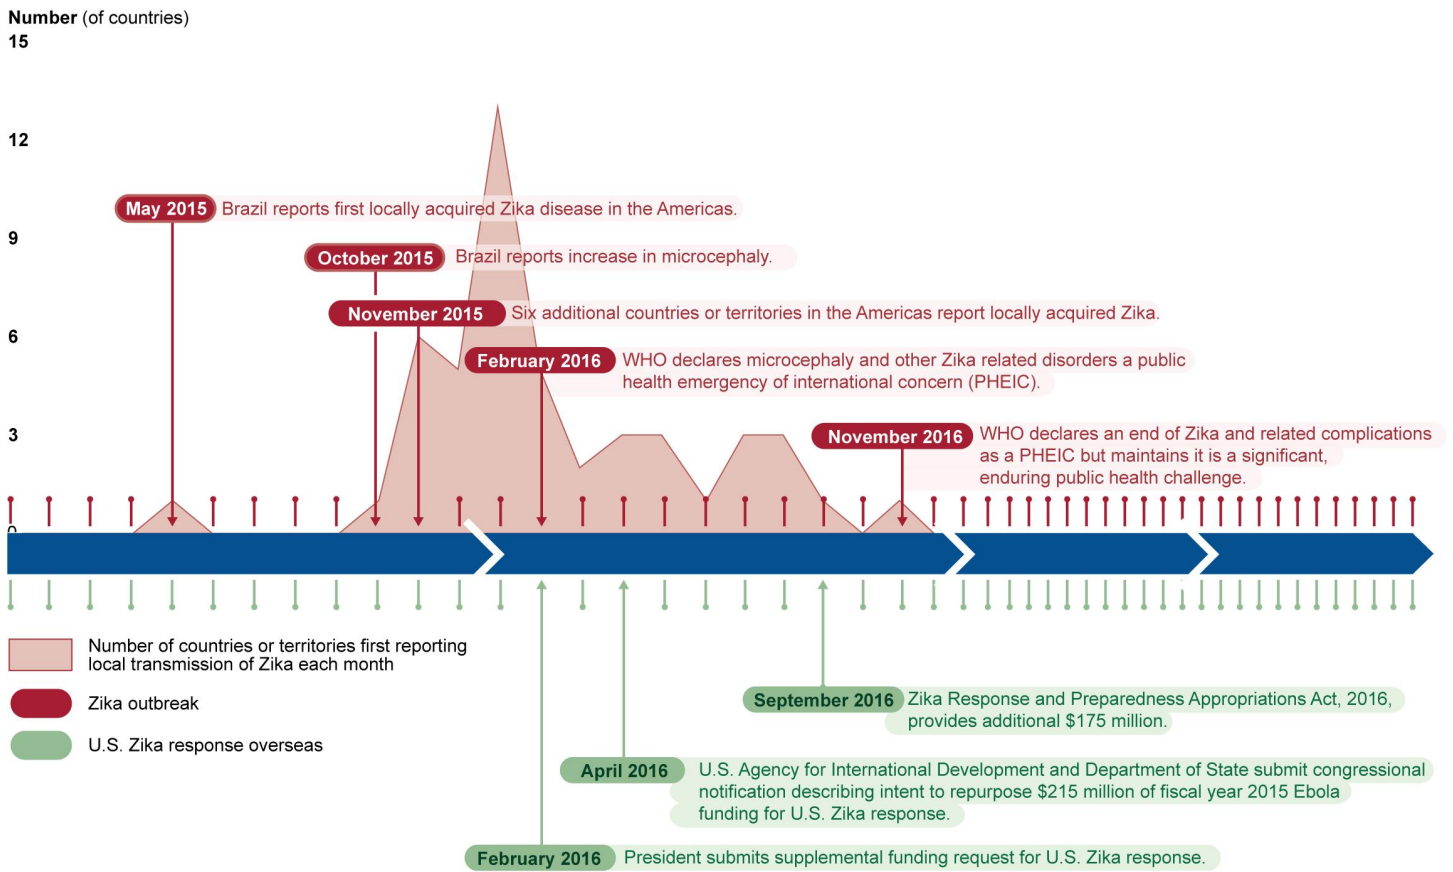 Number (of countries)
15
12
9
6
3
0
May 2015 Brazil reports first locally acquired Zika disease in the Americas.
October 2015 Brazil reports increase in microcephaly.
November 2015 Six additional countries or territories in the Americas report locally acquired Zika.
February 2016 WHO declares microcephaly and other Zika related disorders a public
health emergency of international concern (PHEIC).
November 2016 WHO declares an end of Zika and related complications
as a PHEIC but maintains it is a significant,
enduring public health challenge.
Number of countries or territories first reporting
local transmission of Zika each month
Zika outbreak
U.S. Zika response overseas
September 2016 Zika Response and Preparedness Appropriations Act, 2016,
provides additional $175 million.
April 2016 U.S. Agency for International Development and Department of State submit congressional
notification describing intent to repurpose $215 million of fiscal year 2015 Ebola
funding for U.S. Zika response.
February 2016 President submits supplemental funding request for U.S. Zika response.